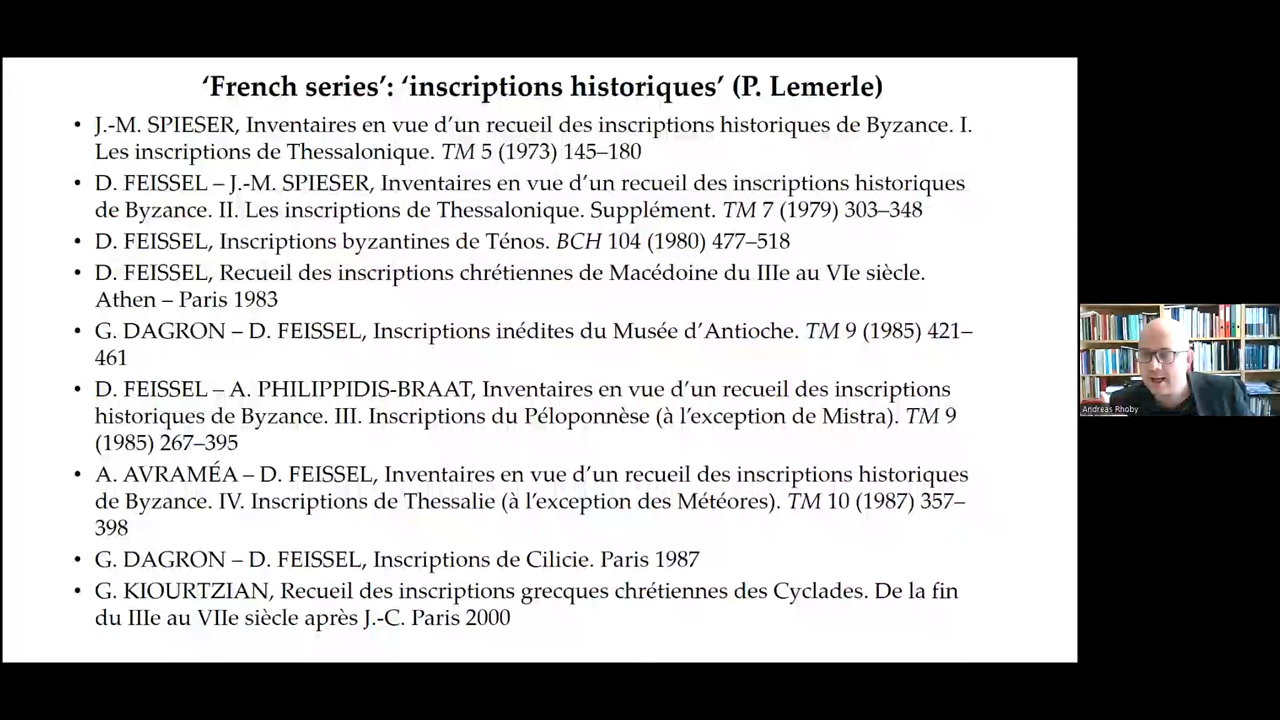 ‘French series’: ‘inscriptions historiques’ (P. Lemerle)
• J.-M. SPIESER, Inventaires en vue d’un recueil des inscriptions historiques de Byzance. I.
Les inscriptions de Thessalonique. TM 5 (1973) 145–180
• D. FEISSEL – J.-M. SPIESER, Inventaires en vue d’un recueil des inscriptions historiques
de Byzance. II. Les inscriptions de Thessalonique. Supplément. TM 7 (1979) 303–348
• D. FEISSEL, Inscriptions byzantines de Ténos. BCH 104 (1980) 477–518
• D. FEISSEL, Recueil des inscriptions chrétiennes de Macédoine du IIIe au VIe siècle.
Athen – Paris 1983
• G. DAGRON – D. FEISSEL, Inscriptions inédites du Musée d’Antioche. TM 9 (1985) 421–
461
• D. FEISSEL – A. PHILIPPIDIS-BRAAT, Inventaires en vue d’un recueil des inscriptions
historiques de Byzance. III. Inscriptions du Péloponnèse (à l’exception de Mistra). TM 9
(1985) 267–395
• A. AVRAMÉA – D. FEISSEL, Inventaires en vue d’un recueil des inscriptions historiques
de Byzance. IV. Inscriptions de Thessalie (à l’exception des Météores). TM 10 (1987) 357–
398
• G. DAGRON – D. FEISSEL, Inscriptions de Cilicie. Paris 1987
• G. KIOURTZIAN, Recueil des inscriptions grecques chrétiennes des Cyclades. De la fin
du IIIe au VIIe siècle après J.-C. Paris 2000
Andreas Rhoby